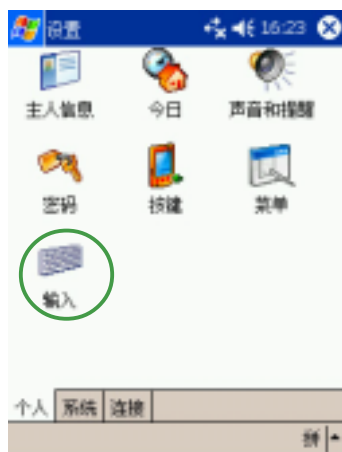 设置 16:23
主人信息 今日 声音和提醒
密码 按键 菜单
输入
个人 系统 连接
拼